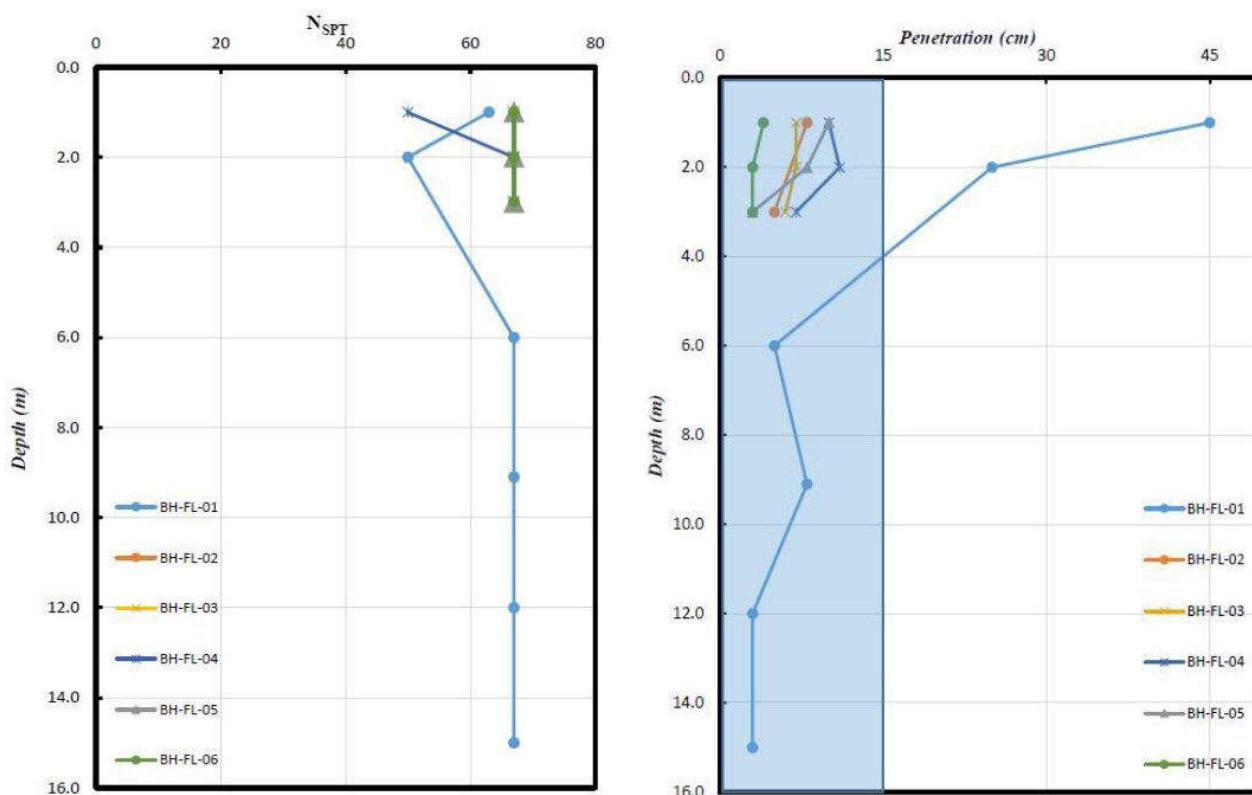 N_SPT
0 20 40 60 80
0.0
2.0
4.0
6.0
8.0
10.0
12.0
14.0
16.0
Depth (m)
BH-FL-01
BH-FL-02
BH-FL-03
BH-FL-04
BH-FL-05
BH-FL-06
Penetration (cm)
0 15 30 45
0.0
2.0
4.0
6.0
8.0
10.0
12.0
14.0
16.0
Depth (m)
BH-FL-01
BH-FL-02
BH-FL-03
BH-FL-04
BH-FL-05
BH-FL-06